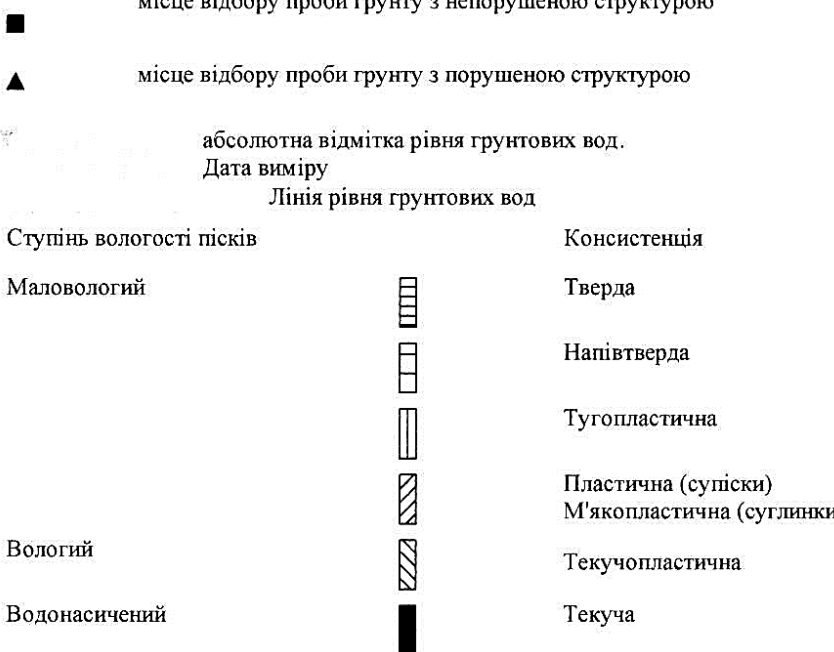 місце відбору проби грунту з непорушеною структурою
місце відбору проби грунту з порушеною структурою
абсолютна відмітка рівня грунтових вод.
Дата виміру
Лінія рівня грунтових вод
Ступінь вологості пісків
Консистенція
Маловологий
Тверда
Напівтверда
Тугопластична
Пластична (супіски)
М'якопластична (суглинки
Вологий
Текучопластична
Водонасичений
Текуча